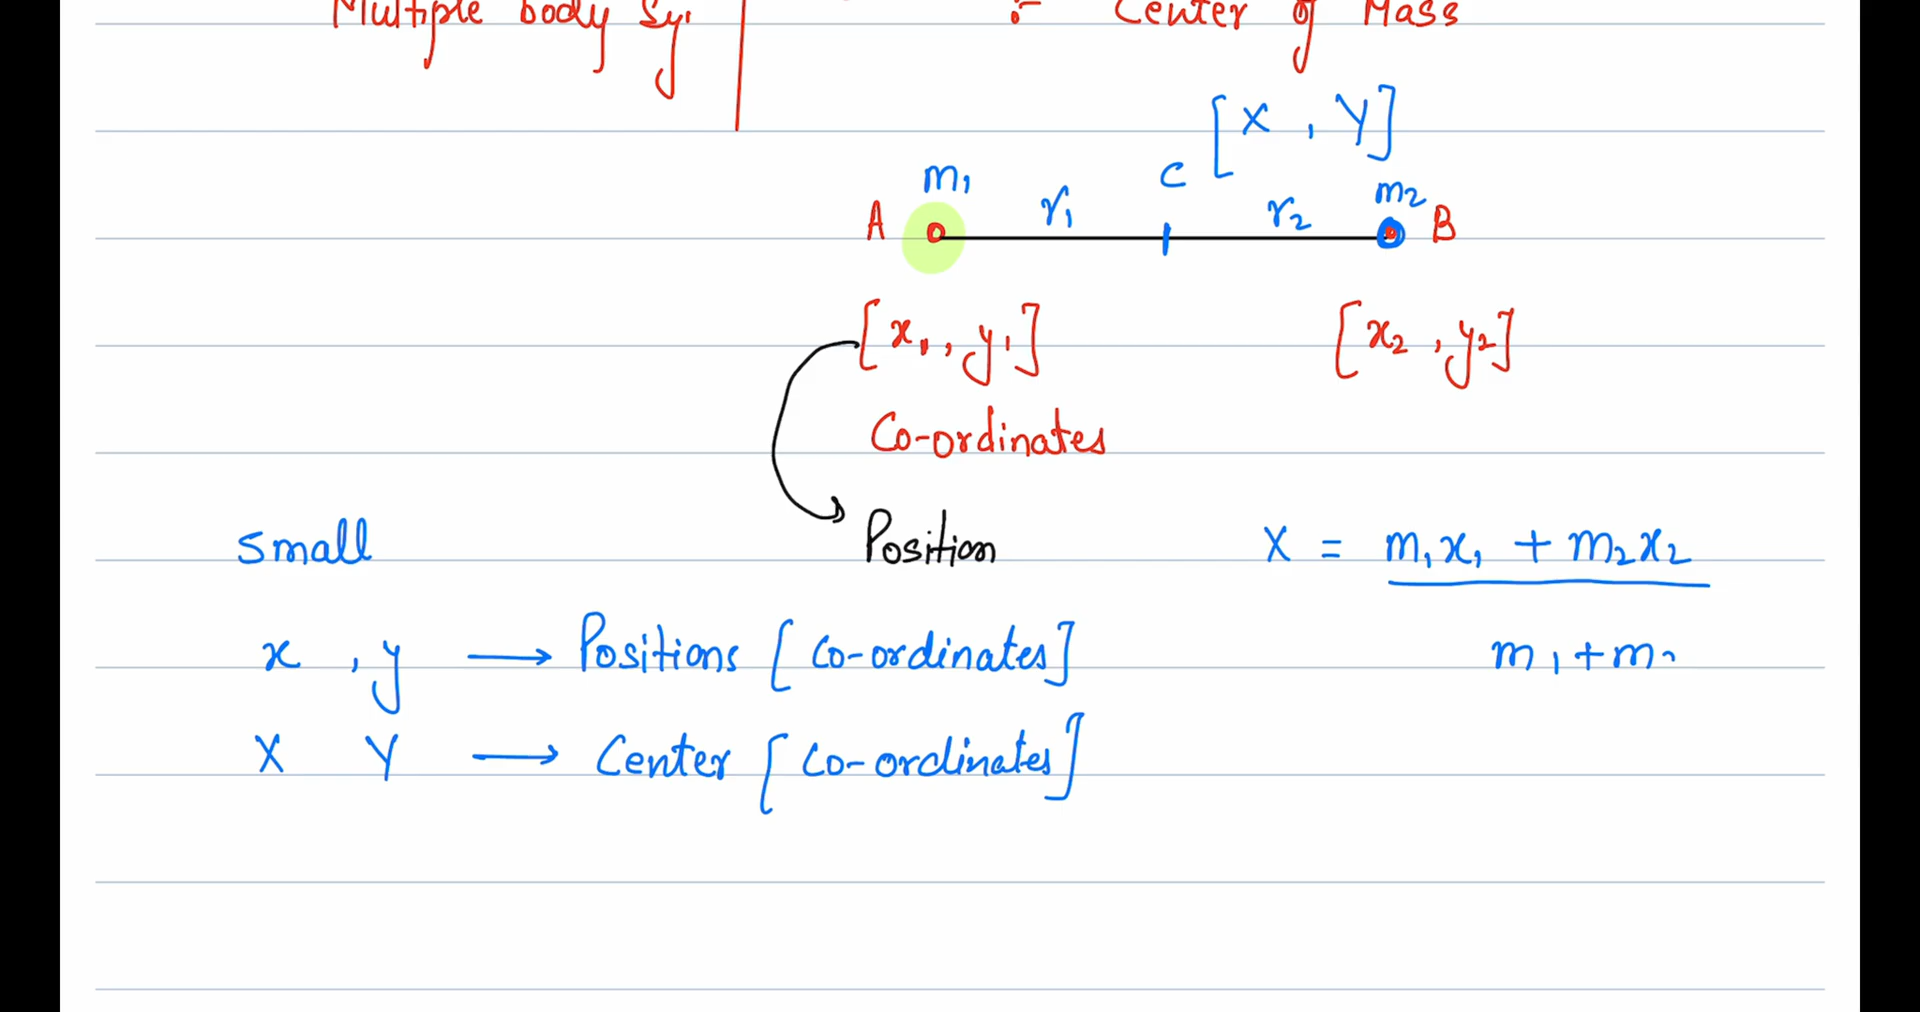 Multiple body Sy.
:- Center of Mass
[X , Y]
C
m₁
m₂
A
r₁
r₂
B
[x₁, y₁]
[x₂, y₂]
Co-ordinates
Small
Position
X = m₁x₁ + m₂x₂
x , y → Positions [Co-ordinates]
m₁ + m
X Y → Center [Co-ordinates]